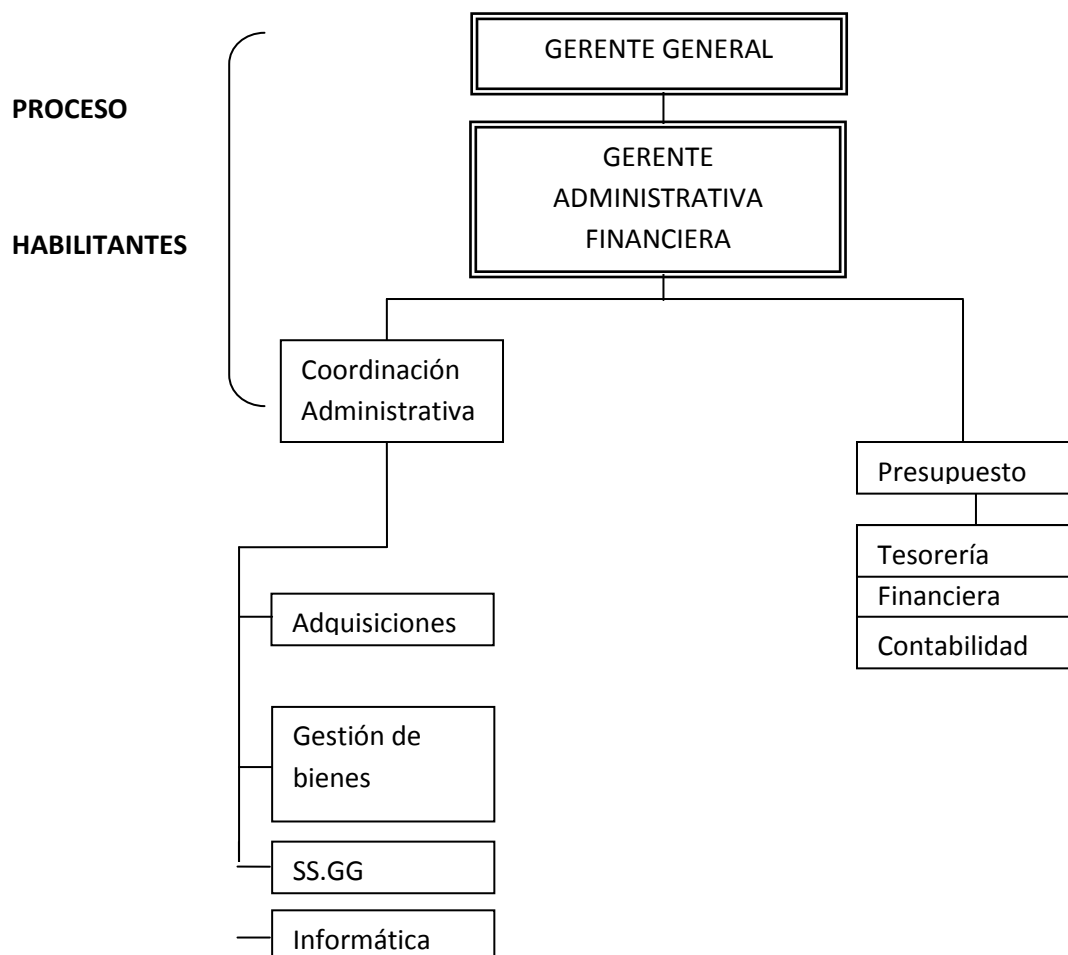 GERENTE GENERAL
PROCESO
GERENTE
ADMINISTRATIVA
FINANCIERA
HABILITANTES
Coordinación
Administrativa
Presupuesto
Tesorería
Financiera
Contabilidad
Adquisiciones
Gestión de
bienes
SS.GG
Informática